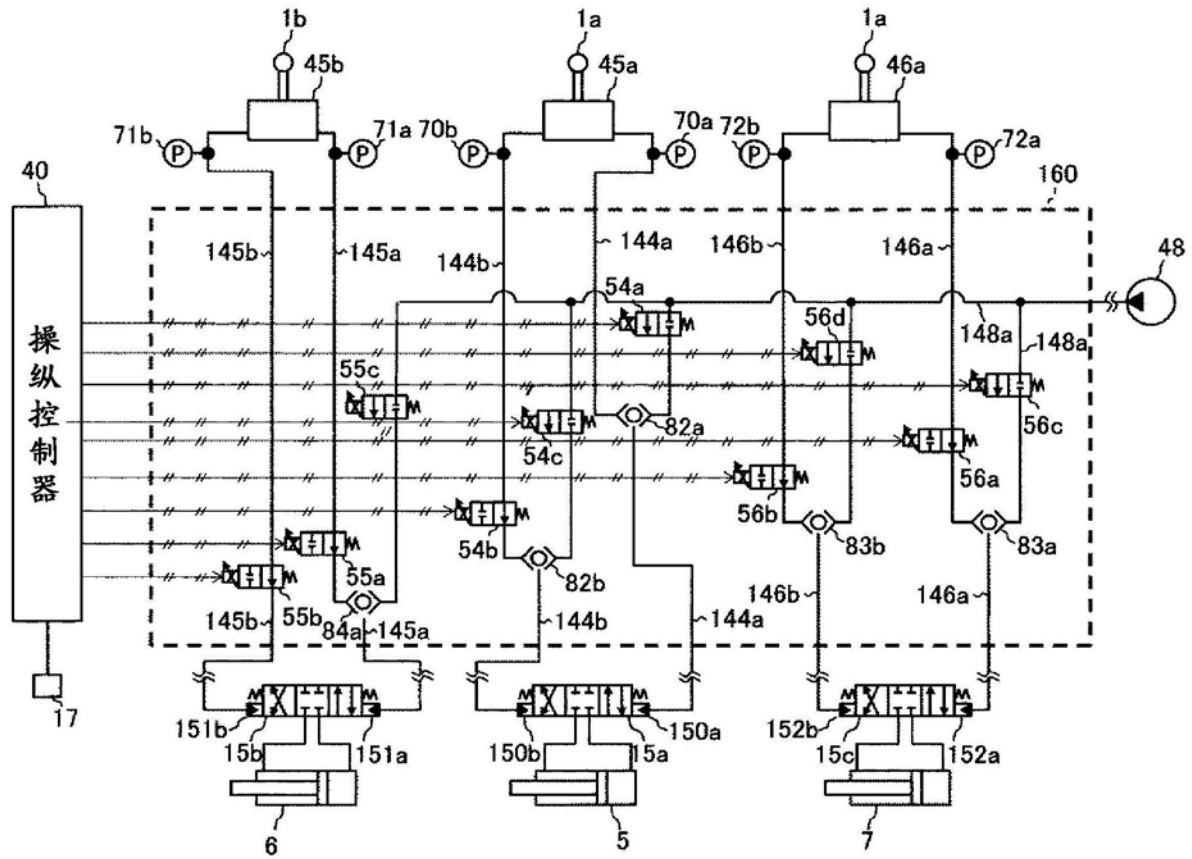 1b 1a 1a
45b 45a 46a
71b P P 71a 70b P P 70a 72b P P 72a
40 160
145b 145a 144b 144a 146b 146a 48
54a 56d 148a 148a
操纵控制器
55c 54c 82a 56c
56a
56b
54b 83b 83a
55a 82b
55b 84a 145a 144b 144a 146b 146a
145b
17
151b 15b 151a 150b 15a 150a 152b 15c 152a
6 5 7